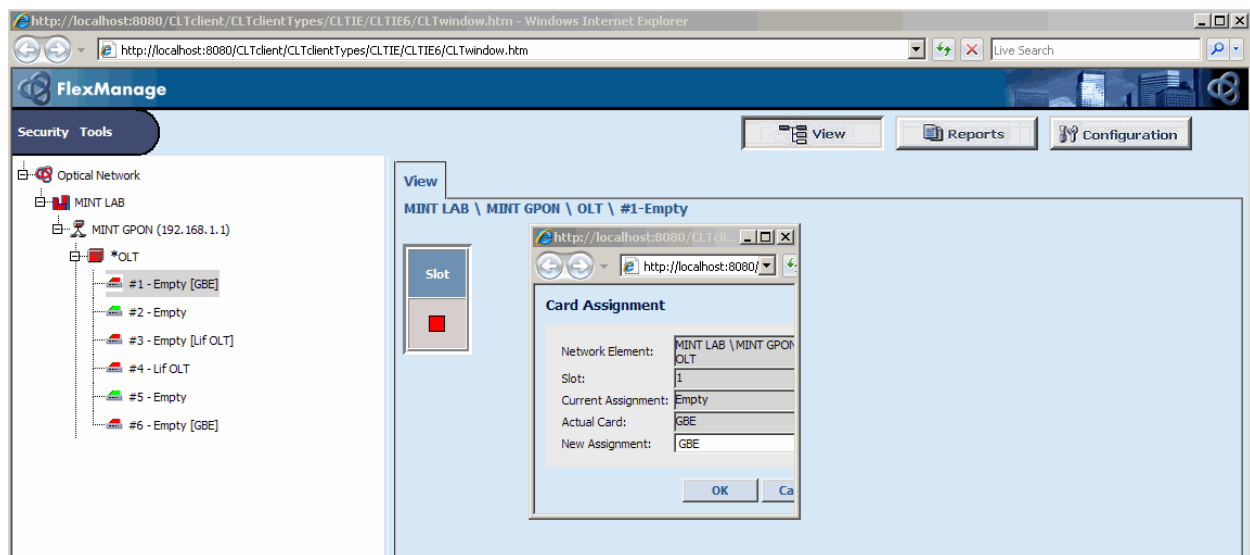 http://localhost:8080/CLTclient/CLTclientTypes/CLTIE/CLTIE6/CLTwindow.htm - Windows Internet Explorer
http://localhost:8080/CLTclient/CLTclientTypes/CLTIE/CLTIE6/CLTwindow.htm
Live Search
FlexManage
Security Tools
View
Reports
Configuration
Optical Network
MINT LAB
MINT GPON (192.168.1.1)
*OLT
#1 - Empty [GBE]
#2 - Empty
#3 - Empty [Lif OLT]
#4 - Lif OLT
#5 - Empty
#6 - Empty [GBE]
View
MINT LAB \ MINT GPON \ OLT \ #1-Empty
Slot
http://localhost:8080/CLTcli...
http://localhost:8080/
Card Assignment
Network Element: MINT LAB \ MINT GPON
OLT
Slot: 1
Current Assignment: Empty
Actual Card: GBE
New Assignment: GBE
OK Ca